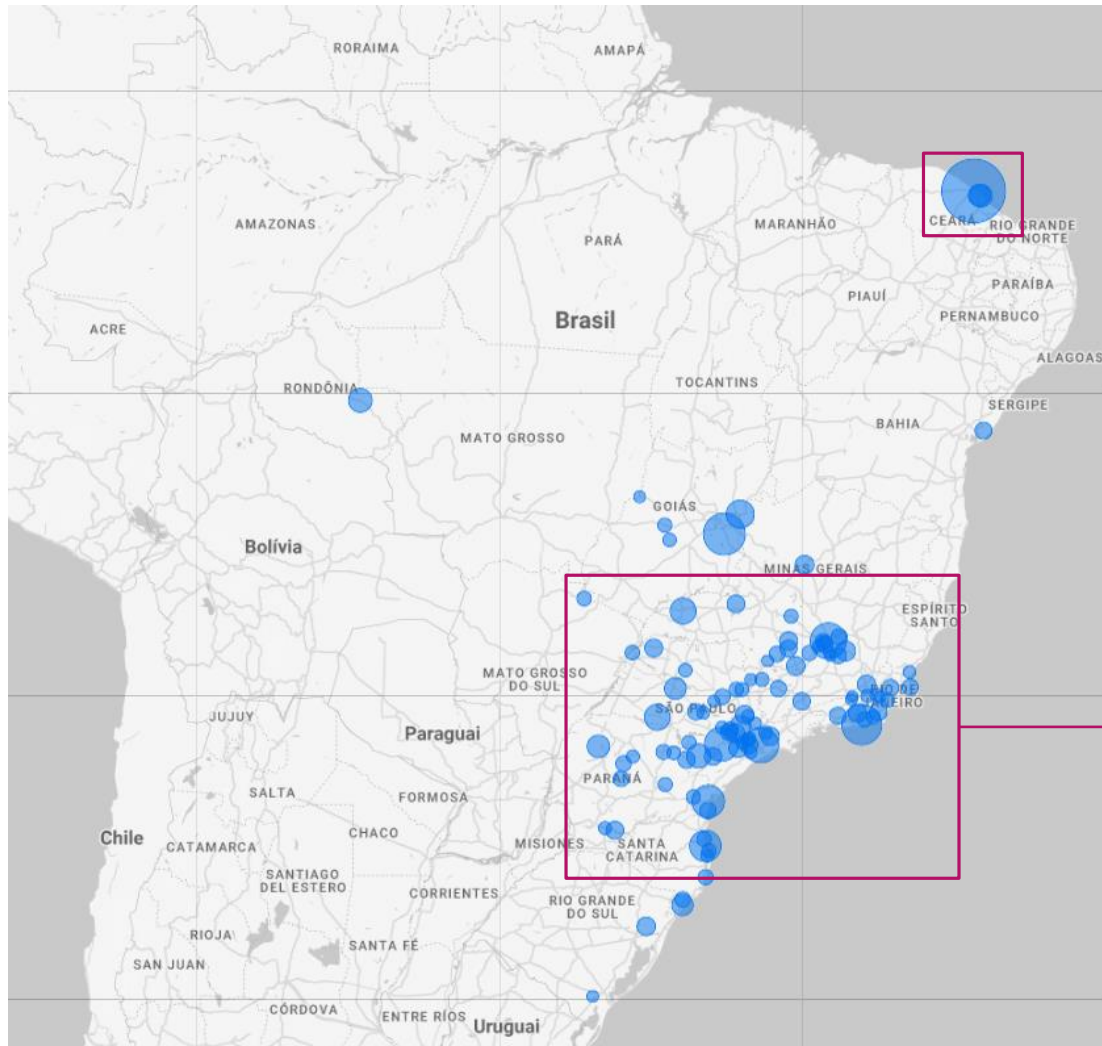 RORAIMA
AMAPÁ
AMAZONAS
PARÁ
MARANHÃO
CEARÁ
RIO GRANDE
DO NORTE
PARAÍBA
PIAUÍ
PERNAMBUCO
Brasil
ACRE
ALAGOAS
RONDÔNIA
TOCANTINS
SERGIPE
BAHIA
MATO GROSSO
GOIÁS
Bolívia
MINAS GERAIS
ESPÍRITO
SANTO
MATO GROSSO
DO SUL
SÃO PAULO
RIO DE
JANEIRO
JUJUY
Paraguai
PARANÁ
SALTA
FORMOSA
Chile
CATAMARCA
CHACO
MISIONES
SANTA
CATARINA
SANTIAGO
DEL ESTERO
CORRIENTES
RIO GRANDE
DO SUL
RIOJA
SANTA FÉ
SAN JUAN
CÓRDOVA
ENTRE RÍOS
Uruguai